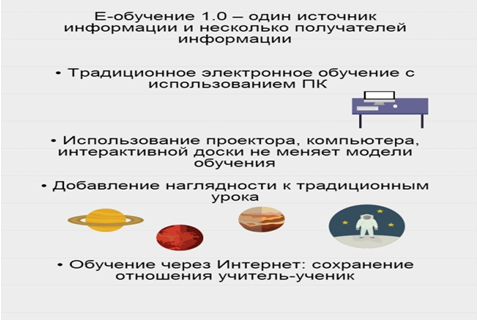 Е-обучение 1.0 – один источник
информации и несколько получателей
информации
• Традиционное электронное обучение с
использованием ПК
• Использование проектора, компьютера,
интерактивной доски не меняет модели
обучения
• Добавление наглядности к традиционным
урока
• Обучение через Интернет: сохранение
отношения учитель-ученик